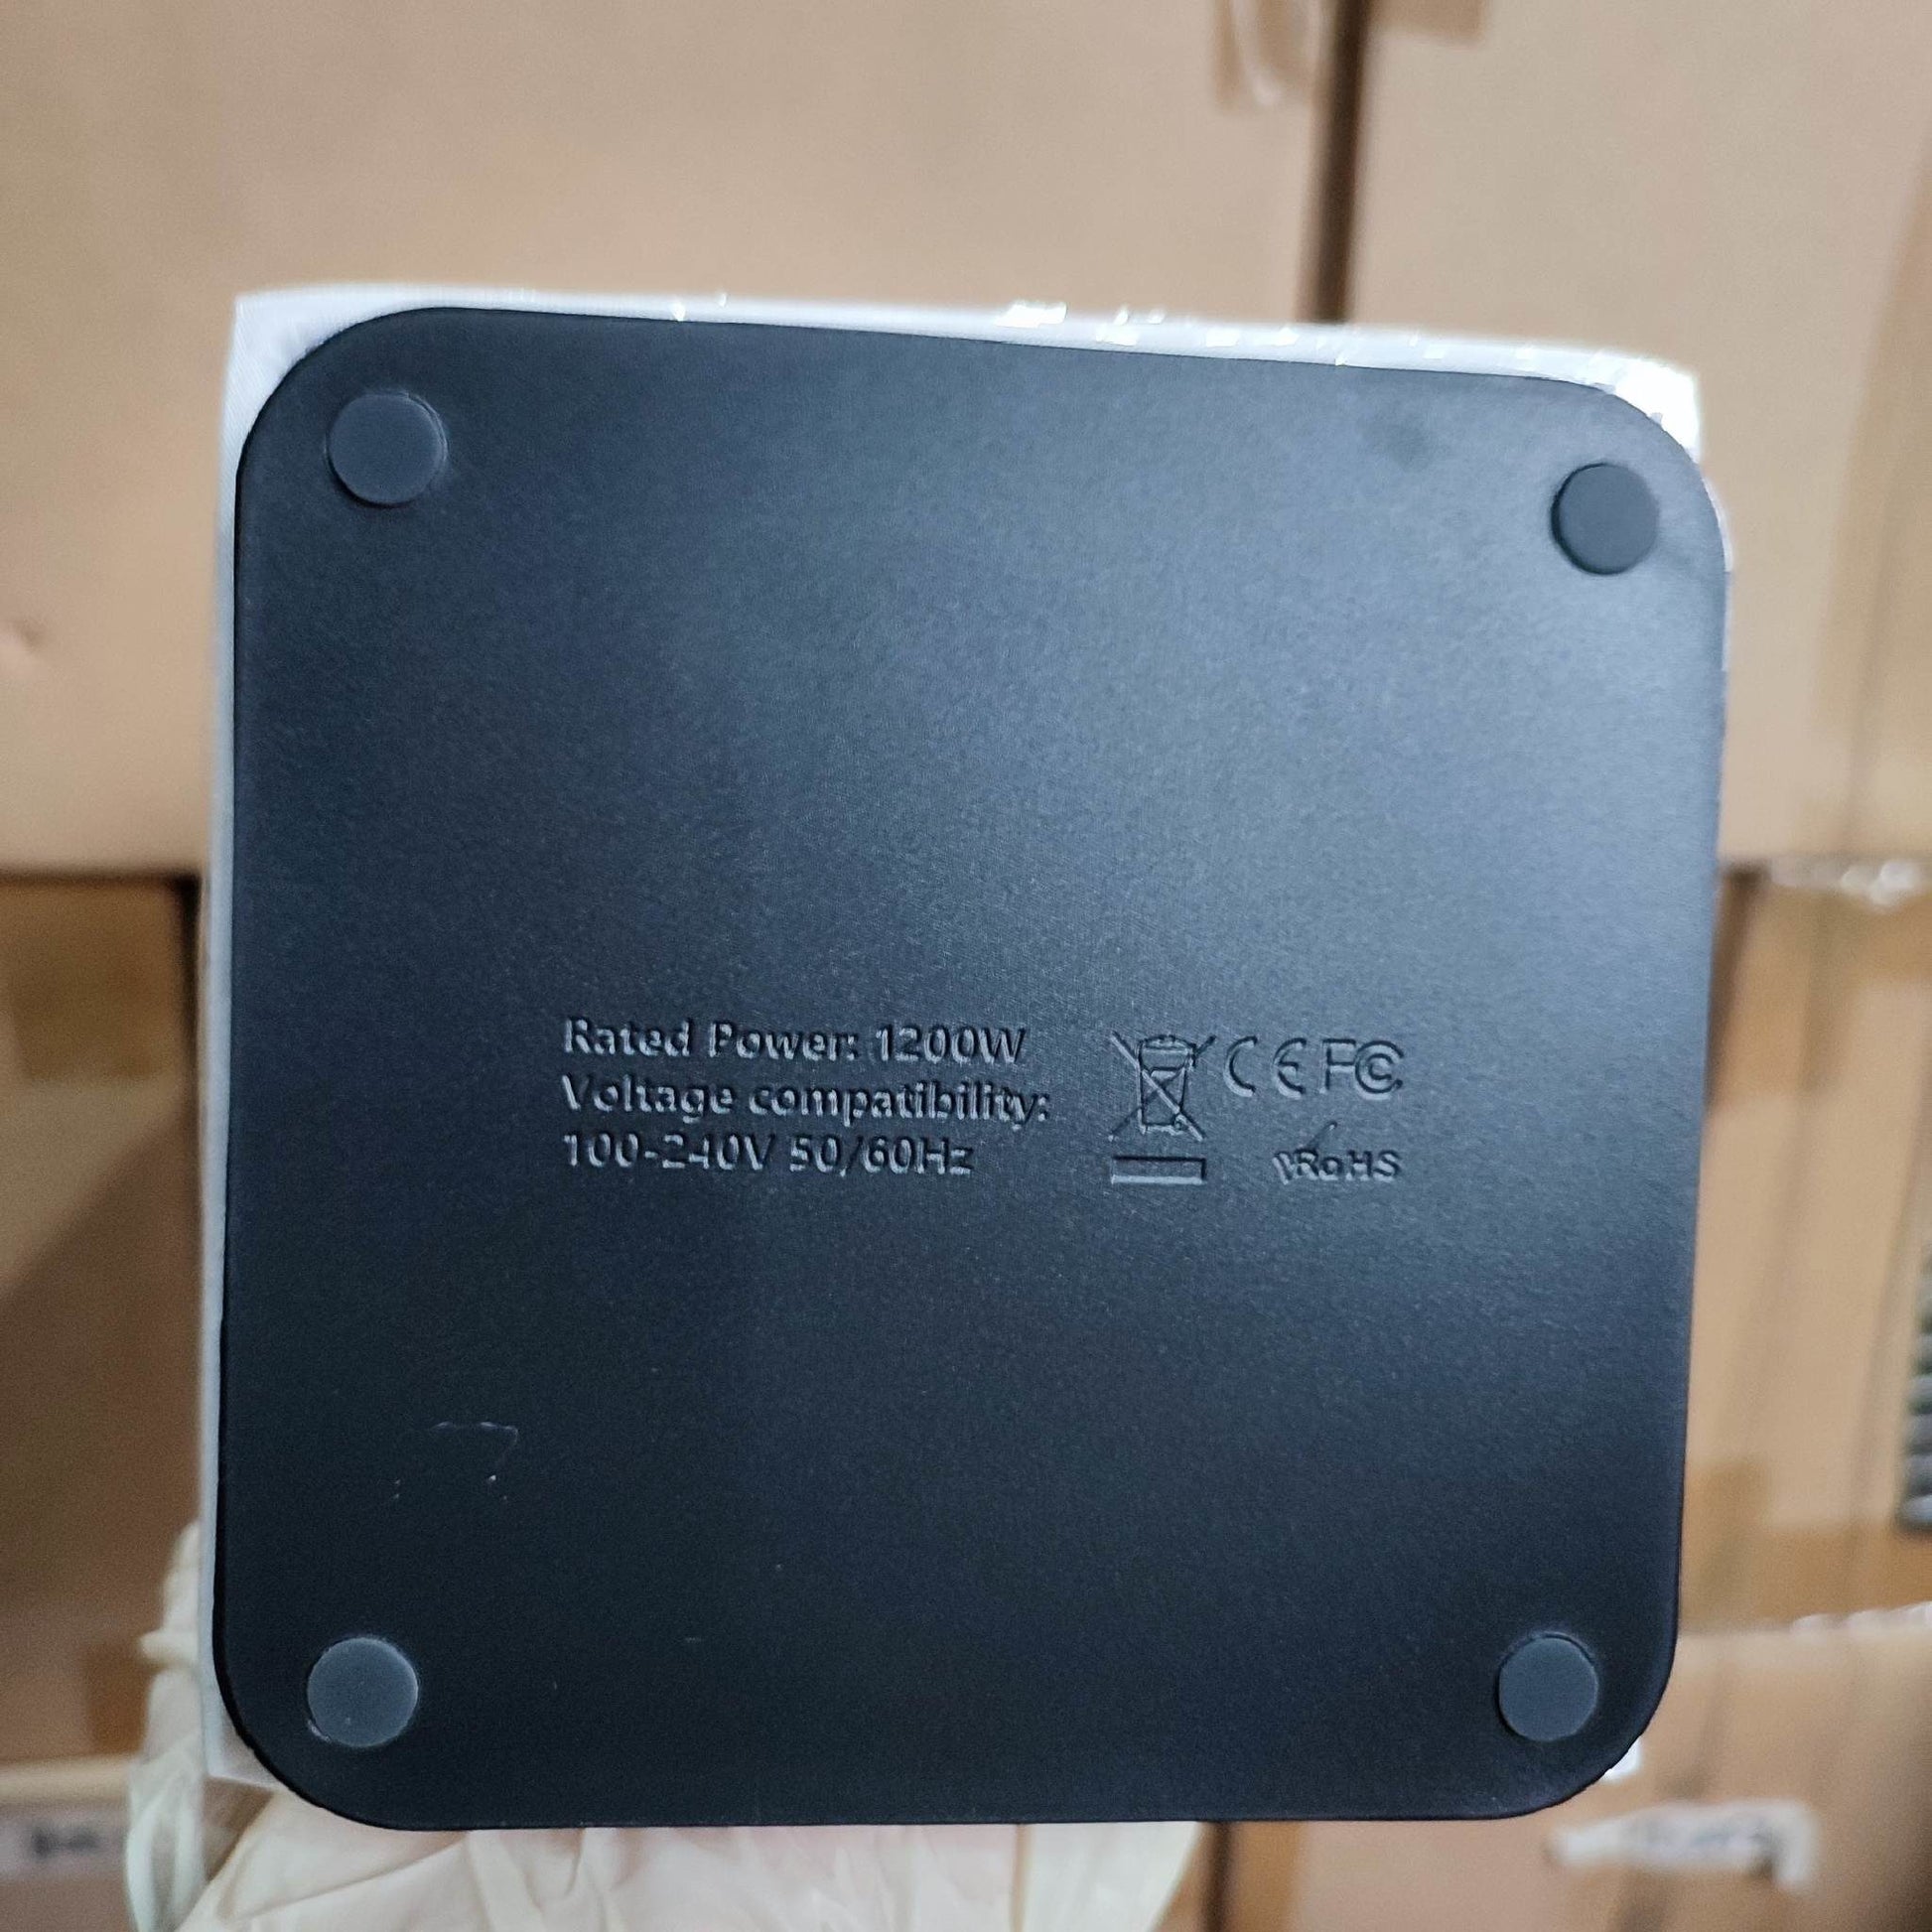 Rated Power: 1200W
Voltage compatibility:
100-240V 50/60Hz
CE FC
RoHS